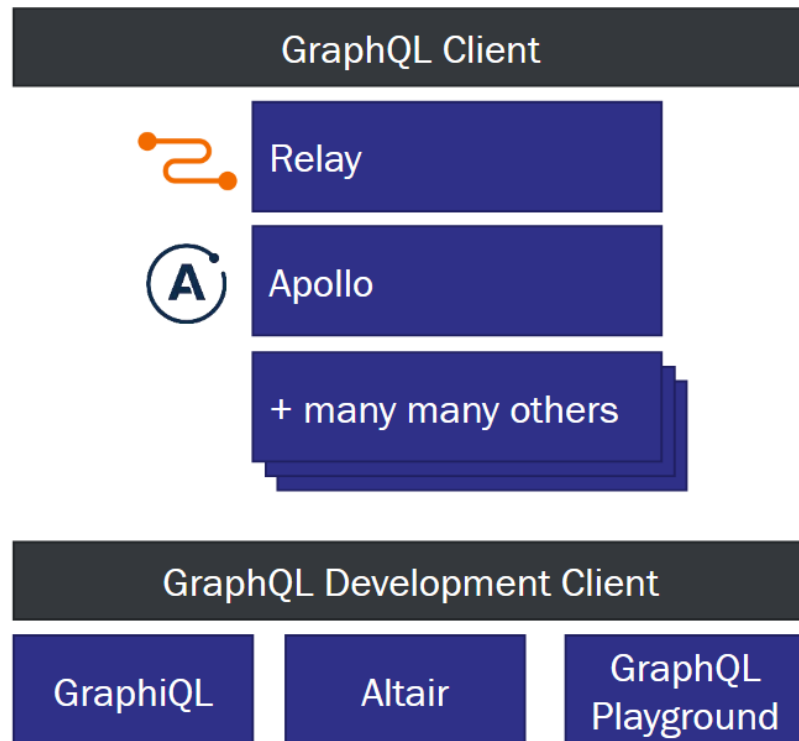 GraphQL Client
Relay
A
Apollo
+ many many others
GraphQL Development Client
GraphiQL
Altair
GraphQL
Playground